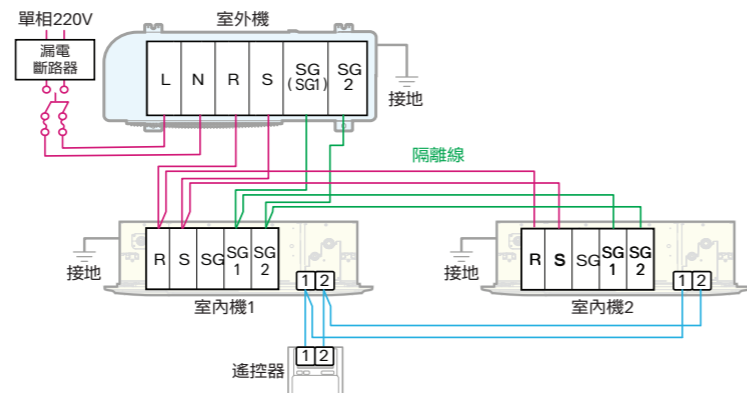 單相220V
漏電
斷路器
室外機
L N R S SG (SG1) SG 2
接地
隔離線
R S SG SG 1 SG 2
1 2
接地
室內機1
R S SG SG 1 SG 2
1 2
接地
室內機2
1 2
遙控器